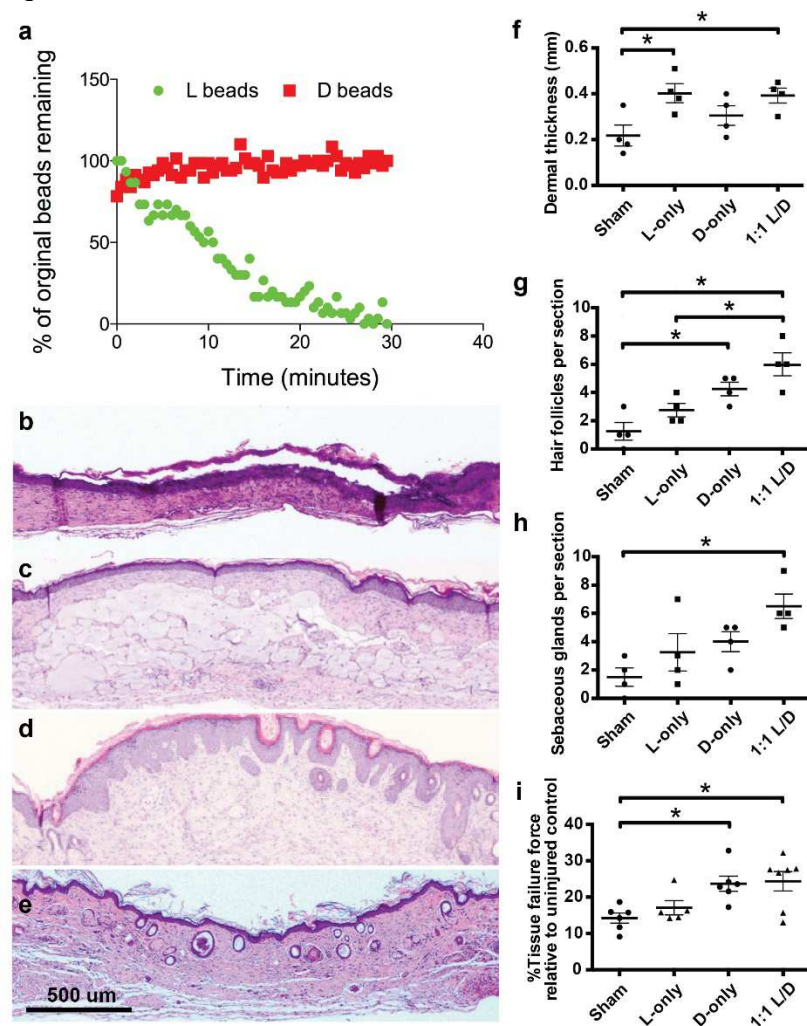 a
% of orginal beads remaining
150
100
50
0
L beads
D beads
0
10
20
30
40
Time (minutes)
b
c
d
e
500 um
f
Dermal thickness (mm)
0.6
0.4
0.2
0.0
*
*
Sham
L-only
D-only
1:1 L/D
g
Hair follicles per section
10
8
6
4
2
0
*
*
*
Sham
L-only
D-only
1:1 L/D
h
Sebaceous glands per section
10
8
6
4
2
0
*
Sham
L-only
D-only
1:1 L/D
i
%Tissue failure force
relative to uninjured control
40
30
20
10
0
*
*
Sham
L-only
D-only
1:1 L/D